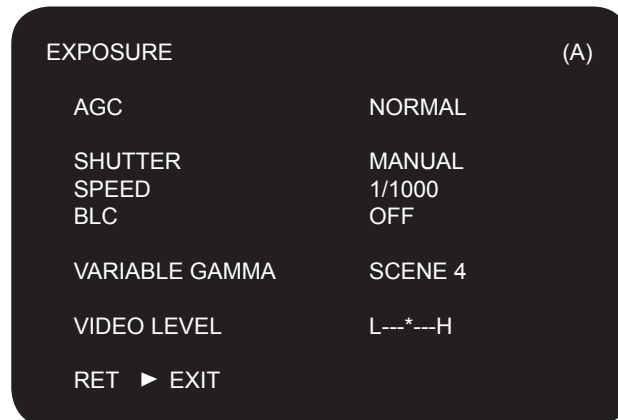 EXPOSURE (A)
AGC NORMAL
SHUTTER MANUAL
SPEED 1/1000
BLC OFF
VARIABLE GAMMA SCENE 4
VIDEO LEVEL L---*---H
RET ► EXIT